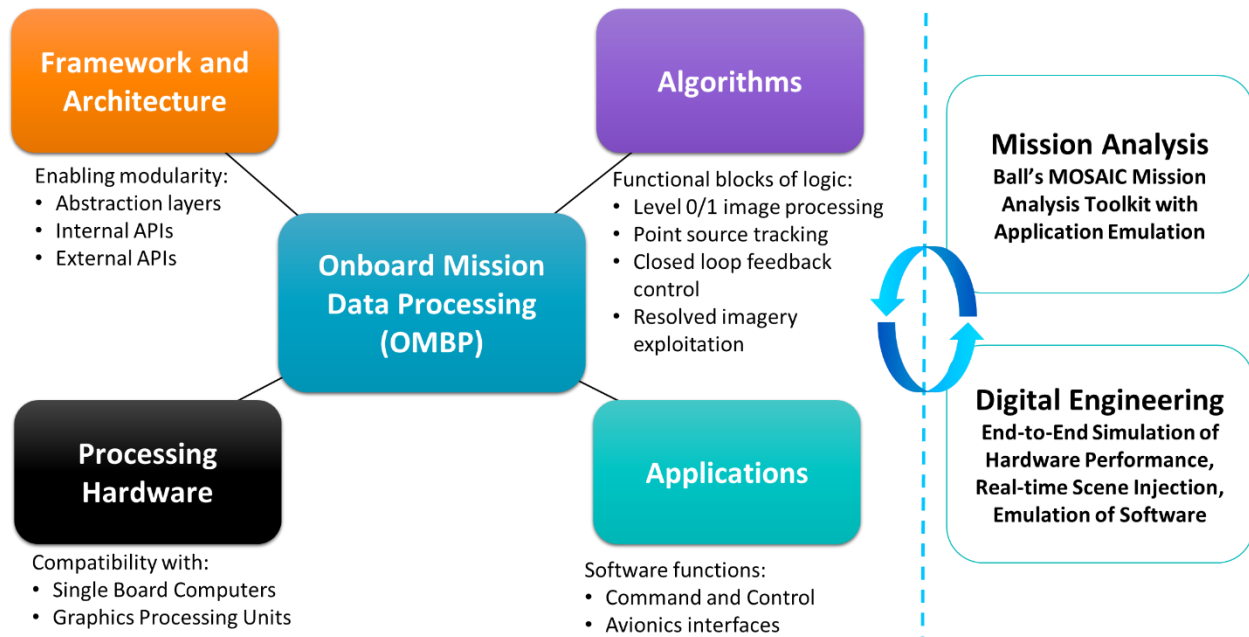 Framework and
Architecture
Enabling modularity:
• Abstraction layers
• Internal APIs
• External APIs
Algorithms
Functional blocks of logic:
• Level 0/1 image processing
• Point source tracking
• Closed loop feedback
control
• Resolved imagery
exploitation
Onboard Mission
Data Processing
(OMBP)
Processing
Hardware
Compatibility with:
• Single Board Computers
• Graphics Processing Units
Applications
Software functions:
• Command and Control
• Avionics interfaces
Mission Analysis
Ball's MOSAIC Mission
Analysis Toolkit with
Application Emulation
Digital Engineering
End-to-End Simulation of
Hardware Performance,
Real-time Scene Injection,
Emulation of Software